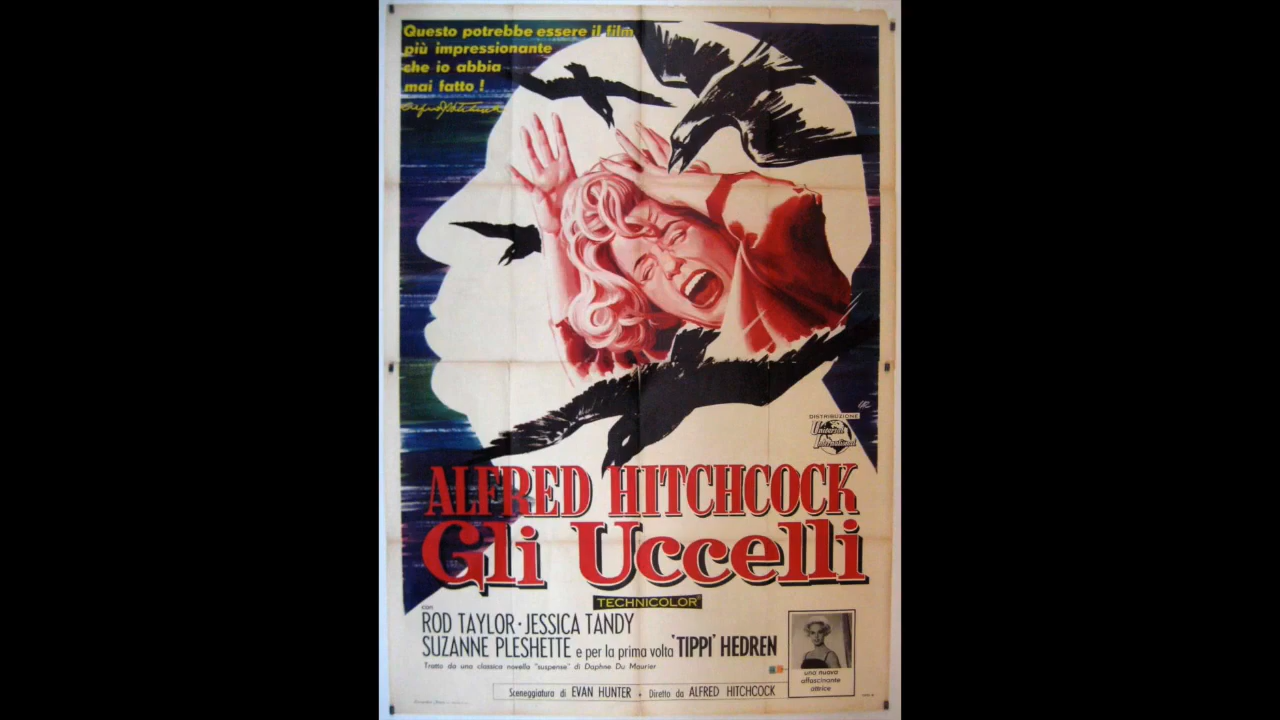 Questo potrebbe essere il film
più impressionante
che io abbia
mai fatto!
Alfred Hitchcock
DISTRIBUZIONE
Universal
International
ALFRED HITCHCOCK
Gli Uccelli
TECHNICOLOR
con
ROD TAYLOR · JESSICA TANDY
SUZANNE PLESHETTE e per la prima volta 'TIPPI' HEDREN
Tratto da una classica novella "suspense" di Daphne Du Maurier
una nuova
affascinante
attrice
Sceneggiatura di EVAN HUNTER • Diretto da ALFRED HITCHCOCK